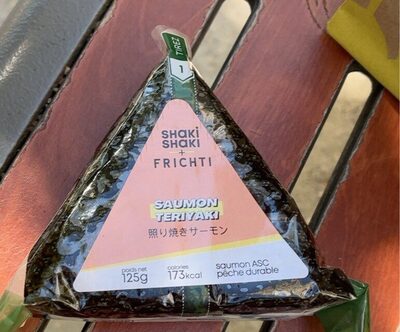 TIREZ
1
SHAKI
SHAKI
+
FRICHTI
SAUMON
TERIYAKI
照り焼きサーモン
poids net
125g
calories
173kcal
saumon ASC
pêche durable